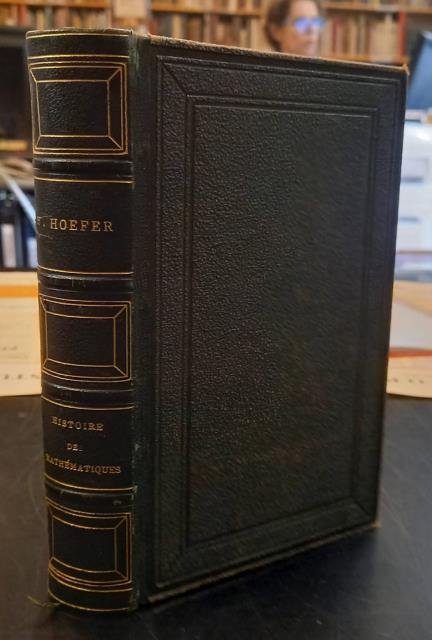 F. HOEFER
HISTOIRE
DES
MATHÉMATIQUES